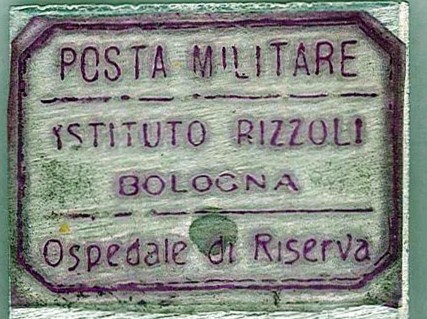 POSTA MILITARE
ISTITUTO RIZZOLI
BOLOGNA
Ospedale di Riserva